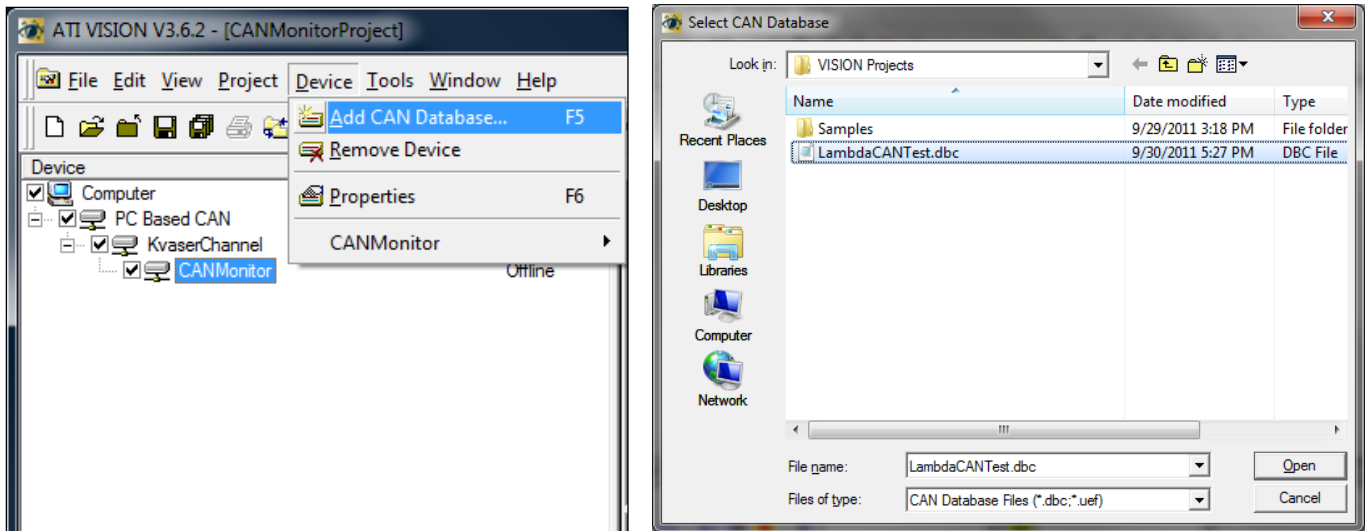 ATI VISION V3.6.2 - [CANMonitorProject]
File Edit View Project Device Tools Window Help
Add CAN Database... F5
Remove Device
Properties F6
CANMonitor
Device
Computer
PC Based CAN
KvaserChannel
CANMonitor Offline
Select CAN Database
Look in: VISION Projects
Name Date modified Type
Samples 9/29/2011 3:18 PM File folder
LambdaCANTest.dbc 9/30/2011 5:27 PM DBC File
Recent Places
Desktop
Libraries
Computer
Network
File name: LambdaCANTest.dbc Open
Files of type: CAN Database Files (*.dbc;*.uef) Cancel